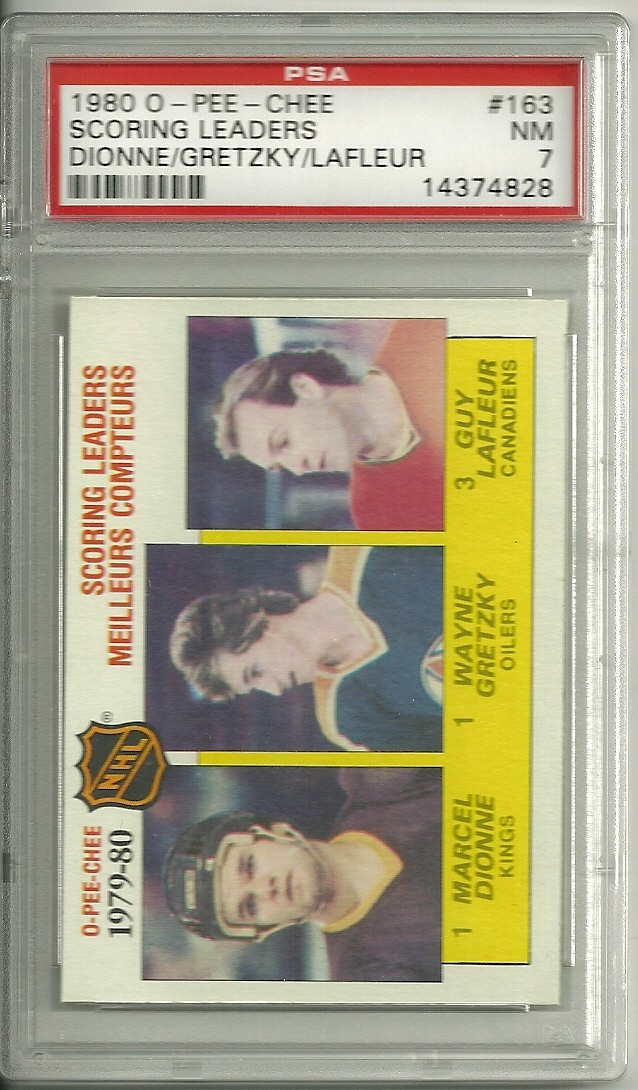 PSA
1980 O-PEE-CHEE #163
SCORING LEADERS NM
DIONNE/GRETZKY/LAFLEUR 7
14374828
O-PEE-CHEE
1979-80
NHL ®
SCORING LEADERS
MEILLEURS COMPTEURS
1 MARCEL
DIONNE
KINGS
1 WAYNE
GRETZKY
OILERS
3 GUY
LAFLEUR
CANADIENS